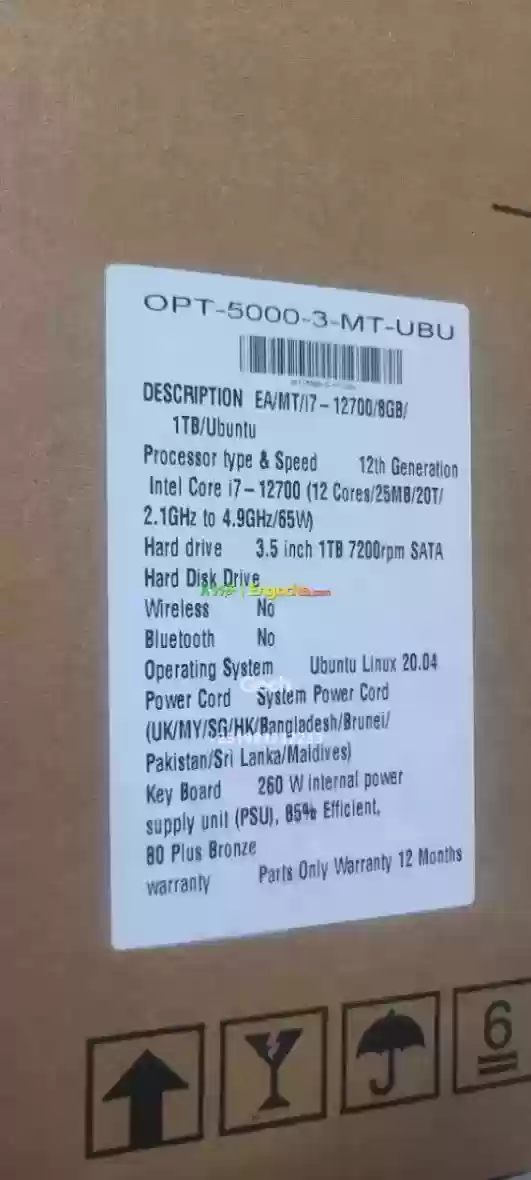 OPT-5000-3-MT-UBU
DESCRIPTION EA/MT/i7-12700/8GB/
1TB/Ubuntu
Processor type & Speed 12th Generation
Intel Core i7-12700 (12 Cores/25MB/20T/
2.1GHz to 4.9GHz/65W)
Hard drive 3.5 inch 1TB 7200rpm SATA
Hard Disk Drive
Engocha.com
Wireless No
Bluetooth No
Operating System Ubuntu Linux 20.04
Power Cord System Power Cord
(UK/MY/SG/HK/Bangladesh/Brunei/
Pakistan/Sri Lanka/Maldives)
Key Board 260 W internal power
supply unit (PSU), 85% Efficient,
80 Plus Bronze
warranty Parts Only Warranty 12 Months
6